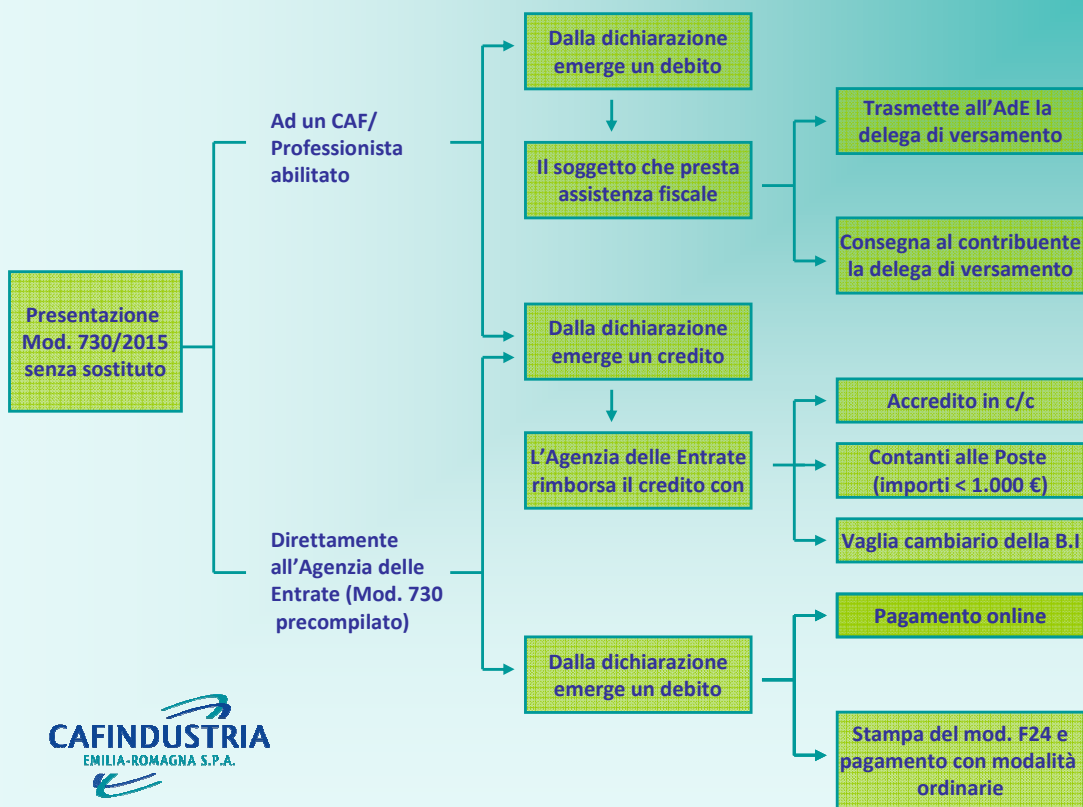 Presentazione
Mod. 730/2015
senza sostituto
Ad un CAF/
Professionista
abilitato
Dalla dichiarazione
emerge un debito
Il soggetto che presta
assistenza fiscale
Trasmette all’AdE la
delega di versamento
Consegna al contribuente
la delega di versamento
Dalla dichiarazione
emerge un credito
L’Agenzia delle Entrate
rimborsa il credito con
Accredito in c/c
Contanti alle Poste
(importi < 1.000 €)
Vaglia cambiario della B.I
Direttamente
all’Agenzia delle
Entrate (Mod. 730
precompilato)
Dalla dichiarazione
emerge un debito
Pagamento online
Stampa del mod. F24 e
pagamento con modalità
ordinarie
CAFINDUSTRIA
EMILIA-ROMAGNA S.P.A.